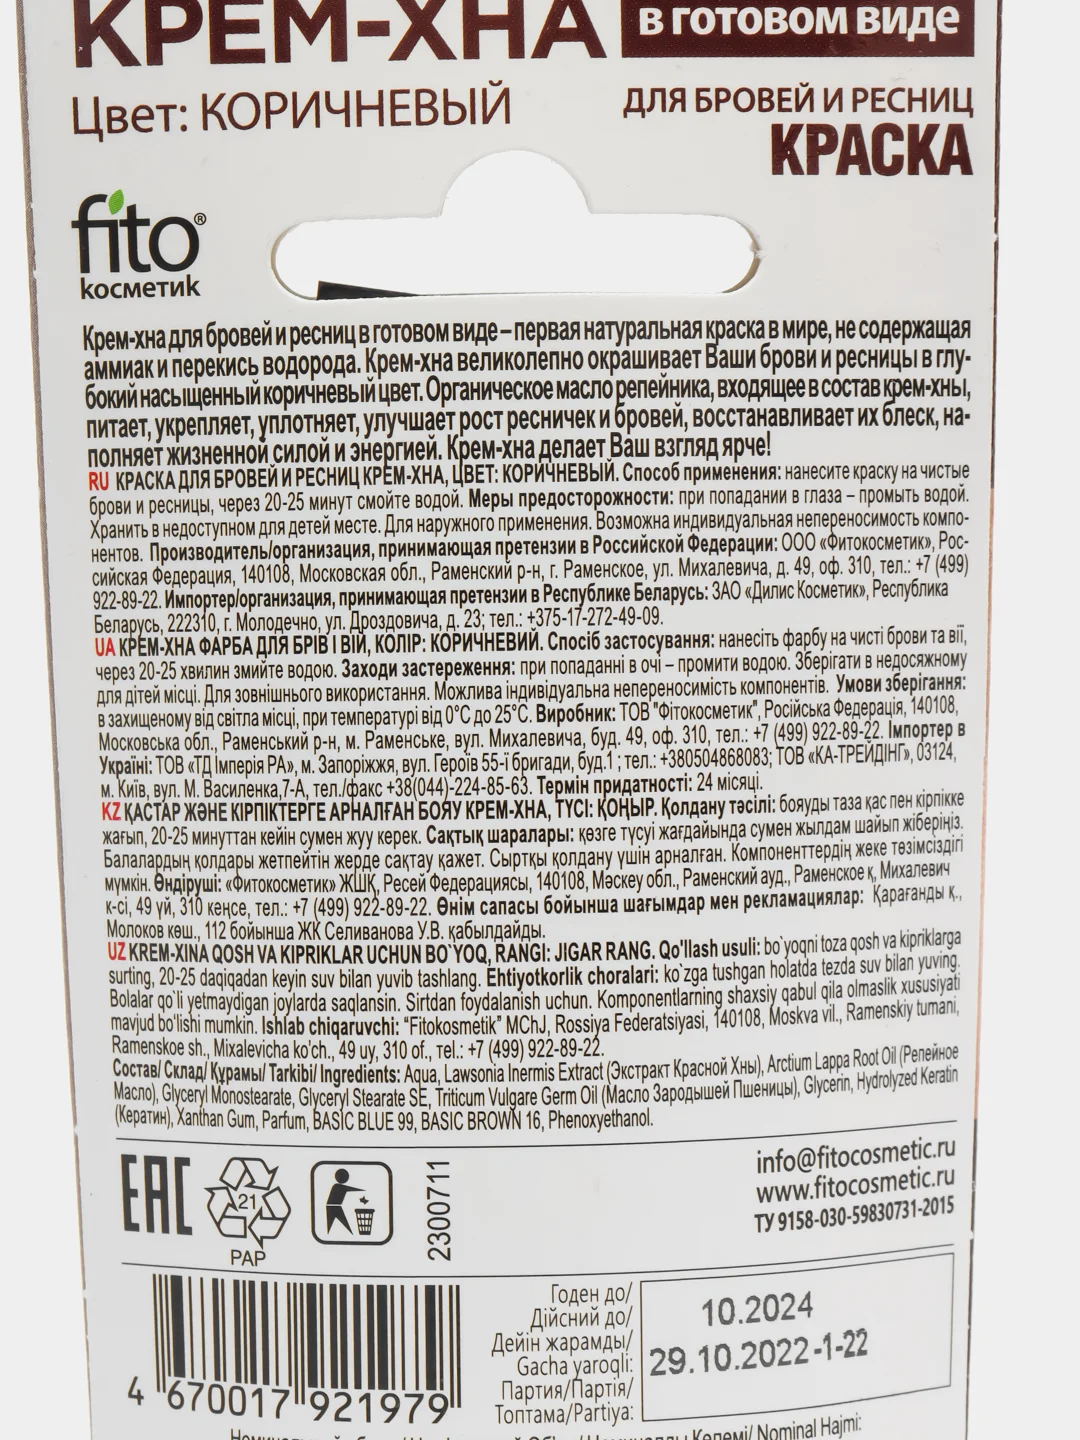 КРЕМ-ХНА В ГОТОВОМ ВИДЕ
Цвет: КОРИЧНЕВЫЙ
ДЛЯ БРОВЕЙ И РЕСНИЦ
КРАСКА
fito®
косметик
Крем-хна для бровей и ресниц в готовом виде – первая натуральная краска в мире, не содержащая
аммиак и перекись водорода. Крем-хна великолепно окрашивает Ваши брови и ресницы в глу-
бокий насыщенный коричневый цвет. Органическое масло репейника, входящее в состав крем-хны,
питает, укрепляет, уплотняет, улучшает рост ресничек и бровей, восстанавливает их блеск, на-
полняет жизненной силой и энергией. Крем-хна делает Ваш взгляд ярче!
RU КРАСКА ДЛЯ БРОВЕЙ И РЕСНИЦ КРЕМ-ХНА, ЦВЕТ: КОРИЧНЕВЫЙ. Способ применения: нанесите краску на чистые
брови и ресницы, через 20-25 минут смойте водой. Меры предосторожности: при попадании в глаза – промыть водой.
Хранить в недоступном для детей месте. Для наружного применения. Возможна индивидуальная непереносимость компо-
нентов. Производитель/организация, принимающая претензии в Российской Федерации: ООО «Фитокосметик», Рос-
сийская Федерация, 140108, Московская обл., Раменский р-н, г. Раменское, ул. Михалевича, д. 49, оф. 310, тел.: +7 (499)
922-89-22. Импортер/организация, принимающая претензии в Республике Беларусь: ЗАО «Дилис Косметик», Республика
Беларусь, 222310, г. Молодечно, ул. Дроздовича, д. 23; тел.: +375-17-272-49-09.
UA КРЕМ-ХНА ФАРБА ДЛЯ БРІВ І ВІЙ, КОЛІР: КОРИЧНЕВИЙ. Спосіб застосування: нанесіть фарбу на чисті брови та вії,
через 20-25 хвилин змийте водою. Заходи застереження: при попаданні в очі – промити водою. Зберігати в недосяжному
для дітей місці. Для зовнішнього використання. Можлива індивідуальна непереносимість компонентів. Умови зберігання:
в захищеному від світла місці, при температурі від 0°С до 25°С. Виробник: ТОВ "Фітокосметик", Російська Федерація, 140108,
Московська обл., Раменський р-н, м. Раменське, вул. Михалевича, буд. 49, оф. 310, тел.: +7 (499) 922-89-22. Імпортер в
Україні: ТОВ «ТД Імперія РА», м. Запоріжжя, вул. Героїв 55-ї бригади, буд.1 ; тел.: +380504868083; ТОВ «КА-ТРЕЙДІНГ», 03124,
м. Київ, вул. М. Василенка,7-А, тел./факс +38(044)-224-85-63. Термін придатності: 24 місяці.
KZ ҚАСТАР ЖӘНЕ КІРПІКТЕРГЕ АРНАЛҒАН БОЯУ КРЕМ-ХНА, ТҮСІ: ҚОҢЫР. Қолдану тәсілі: бояуды таза қас пен кірпікке
жағып, 20-25 минуттан кейін сумен жуу керек. Сақтық шаралары: көзге түсуі жағдайында сумен жылдам шайып жіберіңіз.
Балалардың қолдары жетпейтін жерде сақтау қажет. Сыртқы қолдану үшін арналған. Компоненттердің жеке төзімсіздігі
мүмкін. Өндіруші: «Фитокосметик» ЖШҚ, Ресей Федерациясы, 140108, Мәскеу обл., Раменский ауд., Раменское қ, Михалевич
к-сі, 49 үй, 310 кеңсе, тел.: +7 (499) 922-89-22. Өнім сапасы бойынша шағымдар мен рекламациялар: Қарағанды қ.,
Молоков көш., 112 бойынша ЖК Селиванова У.В. қабылдайды.
UZ KREM-XINA QOSH VA KIPRIKLAR UCHUN BO`YOQ, RANGI: JIGAR RANG. Qo'llash usuli: bo`yoqni toza qosh va kipriklarga
surting, 20-25 daqiqadan keyin suv bilan yuvib tashlang. Ehtiyotkorlik choralari: ko`zga tushgan holatda tezda suv bilan yuving.
Bolalar qo`li yetmaydigan joylarda saqlansin. Sirtdan foydalanish uchun. Komponentlarning shaxsiy qabul qila olmaslik xususiyati
mavjud bo'lishi mumkin. Ishlab chiqaruvchi: "Fitokosmetik" MChJ, Rossiya Federatsiyasi, 140108, Moskva vil., Ramenskiy tumani,
Ramenskoe sh., Mixalevicha ko'ch., 49 uy, 310 of., tel.: +7 (499) 922-89-22.
Состав/ Склад/ Құрамы/ Tarkibi/ Ingredients: Aqua, Lawsonia Inermis Extract (Экстракт Красной Хны), Arctium Lappa Root Oil (Репейное
Масло), Glyceryl Monostearate, Glyceryl Stearate SE, Triticum Vulgare Germ Oil (Масло Зародышей Пшеницы), Glycerin, Hydrolyzed Keratin
(Кератин), Xanthan Gum, Parfum, BASIC BLUE 99, BASIC BROWN 16, Phenoxyethanol.
EAC
21
PAP
2300711
info@fitocosmetic.ru
www.fitocosmetic.ru
ТУ 9158-030-59830731-2015
Годен до/
Дійсний до/
Дейін жарамды/
Gacha yaroqli:
Партия/Партія/
Топтама/Partiya:
10.2024
29.10.2022-1-22
4 670017 921979
Келемі/ Nominal Hajmi: